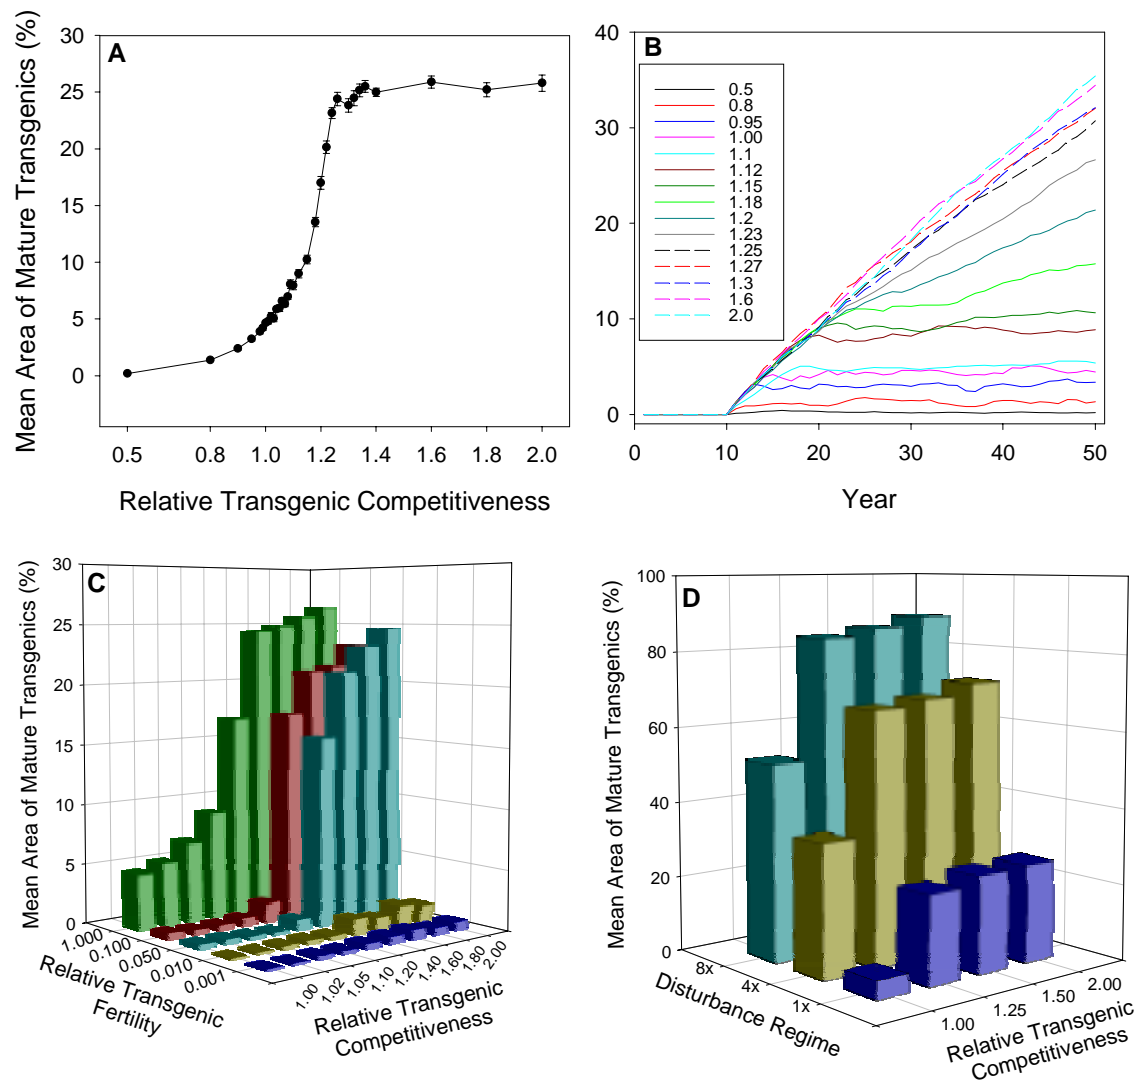 A
Mean Area of Mature Transgenics (%)
30
25
20
15
10
5
0
0.5 0.8 1.0 1.2 1.4 1.6 1.8 2.0
Relative Transgenic Competitiveness
B
40
30
20
10
0
0.5
0.8
0.95
1.00
1.1
1.12
1.15
1.18
1.2
1.23
1.25
1.27
1.3
1.6
2.0
0 10 20 30 40 50
Year
C
Mean Area of Mature Transgenics (%)
30
25
20
15
10
5
0
1.000
0.100
0.050
0.010
0.001
Relative Transgenic
Fertility
1.00
1.02
1.05
1.10
1.20
1.40
1.60
1.80
2.00
Relative Transgenic
Competitiveness
D
Mean Area of Mature Transgenics (%)
100
80
60
40
20
0
8x
4x
1x
Disturbance Regime
1.00
1.25
1.50
2.00
Relative Transgenic
Competitiveness